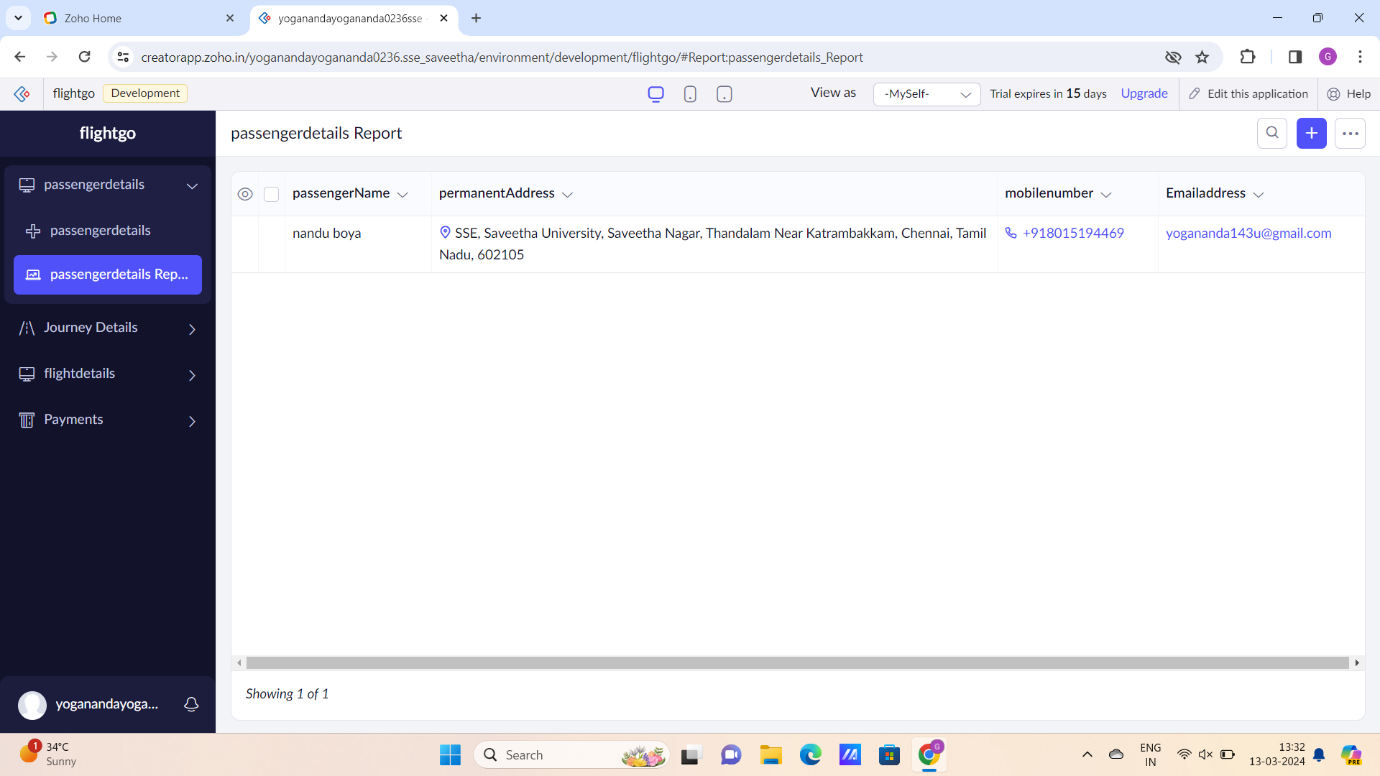 Zoho Home
yoganandayogananda0236sse -
creatorapp.zoho.in/yoganandayogananda0236.sse_saveetha/environment/development/flightgo/#Report:passengerdetails_Report
G
flightgo
Development
View as
-MySelf-
Trial expires in 15 days
Upgrade
Edit this application
Help
flightgo
passengerdetails Report
passengerdetails
passengerdetails
passengerdetails Rep...
Journey Details
flightdetails
Payments
passengerName
permanentAddress
mobilenumber
Emailaddress
nandu boya
SSE, Saveetha University, Saveetha Nagar, Thandalam Near Katrambakkam, Chennai, Tamil
Nadu, 602105
+918015194469
yogananda143u@gmail.com
Showing 1 of 1
yoganandayoga...
1
34°C
Sunny
Search
G
ENG
IN
13:32
13-03-2024
PRE